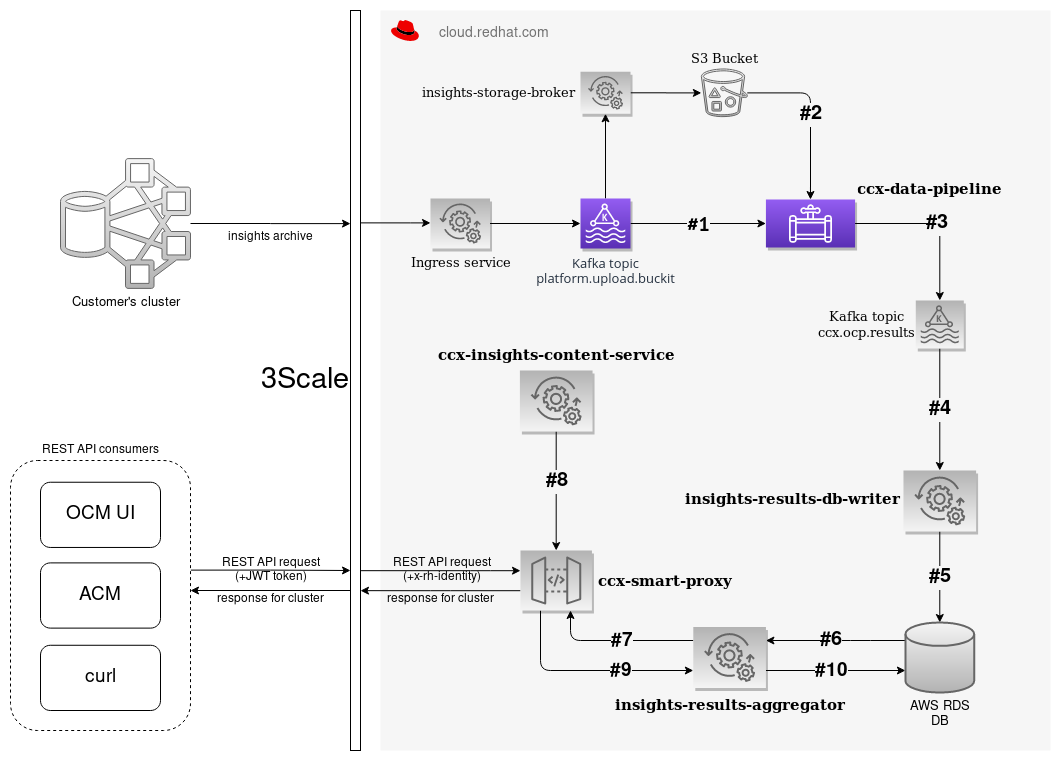 cloud.redhat.com
S3 Bucket
insights-storage-broker
#2
ccx-data-pipeline
#1
#3
insights archive
Ingress service
Kafka topic
platform.upload.buckit
Customer's cluster
Kafka topic
ccx.ocp.results
K
K
ccx-insights-content-service
3Scale
#4
REST API consumers
#8
insights-results-db-writer
OCM UI
REST API request
(+JWT token)
response for cluster
REST API request
(+x-rh-identity)
response for cluster
</>
ccx-smart-proxy
#5
ACM
#7
#6
curl
#9
#10
insights-results-aggregator
AWS RDS
DB